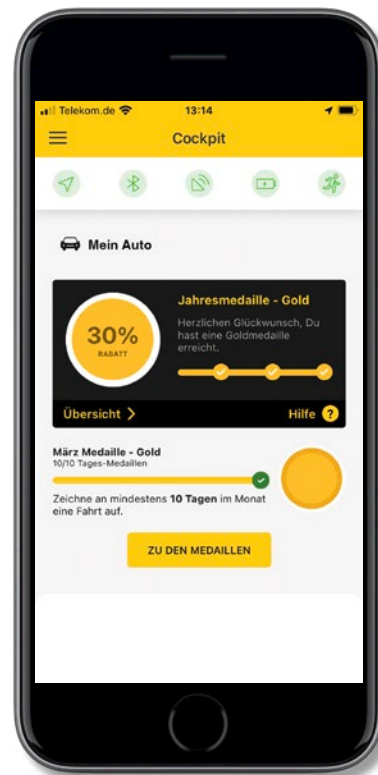 Telekom.de 13:14
Cockpit
Mein Auto
Jahresmedaille - Gold
Herzlichen Glückwunsch, Du
hast eine Goldmedaille
erreicht.
30%
RABATT
Übersicht > Hilfe ?
März Medaille - Gold
10/10 Tages-Medaillen
Zeichne an mindestens 10 Tagen im Monat
eine Fahrt auf.
ZU DEN MEDAILLEN